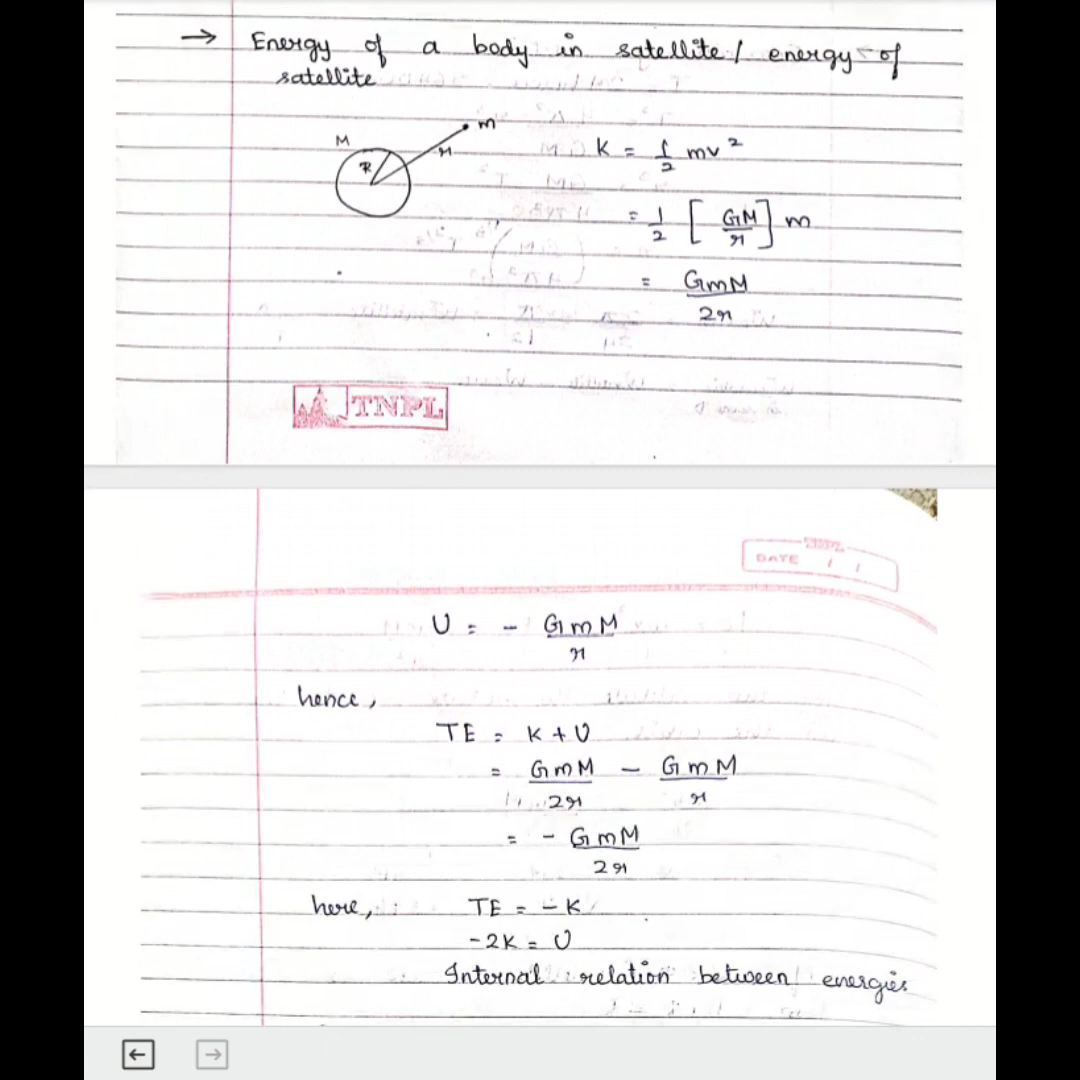 → Energy of a body in satellite / energy of
satellite
M
R
r
m
K = 1/2 mv²
= 1/2 [GM/r] m
= GmM/2r
TNPL
TNPL
DATE / /
U = - GmM/r
hence,
TE = K + U
= GmM/2r - GmM/r
= - GmM/2r
here, TE = - K
-2K = U
Internal relation between energies